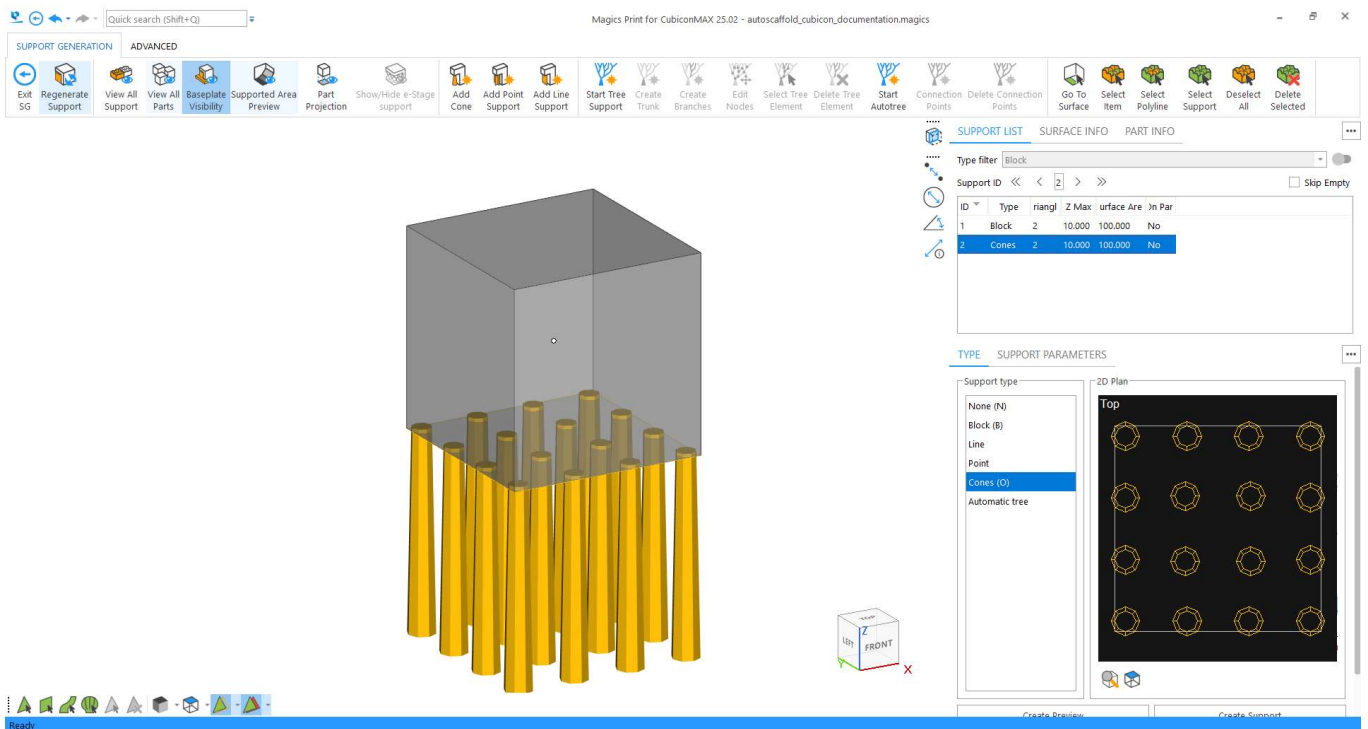 Quick search (Shift+Q)
Magics Print for CubiconMAX 25.02 - autoscaffold_cubicon_documentation.magics
SUPPORT GENERATION ADVANCED
Exit SG
Regenerate Support
View All Support
View All Parts
Baseplate Visibility
Supported Area Preview
Part Projection
Show/Hide e-Stage support
Add Cone
Add Point Support
Add Line Support
Start Tree Support
Create Trunk
Create Branches
Edit Nodes
Select Tree Element
Delete Tree Element
Start Autotree
Connection Points
Delete Connection Points
Go To Surface
Select Item
Select Polyline
Select Support
Deselect All
Delete Selected
SUPPORT LIST SURFACE INFO PART INFO
Type filter Block
Support ID 2 Skip Empty
ID Type riangl Z Max urface Are )n Par
1 Block 2 10.000 100.000 No
2 Cones 2 10.000 100.000 No
TYPE SUPPORT PARAMETERS
Support type
None (N)
Block (B)
Line
Point
Cones (O)
Automatic tree
2D Plan
Top
Create Preview Create Support
TOP
LEFT
FRONT
Z
Y
X
Ready